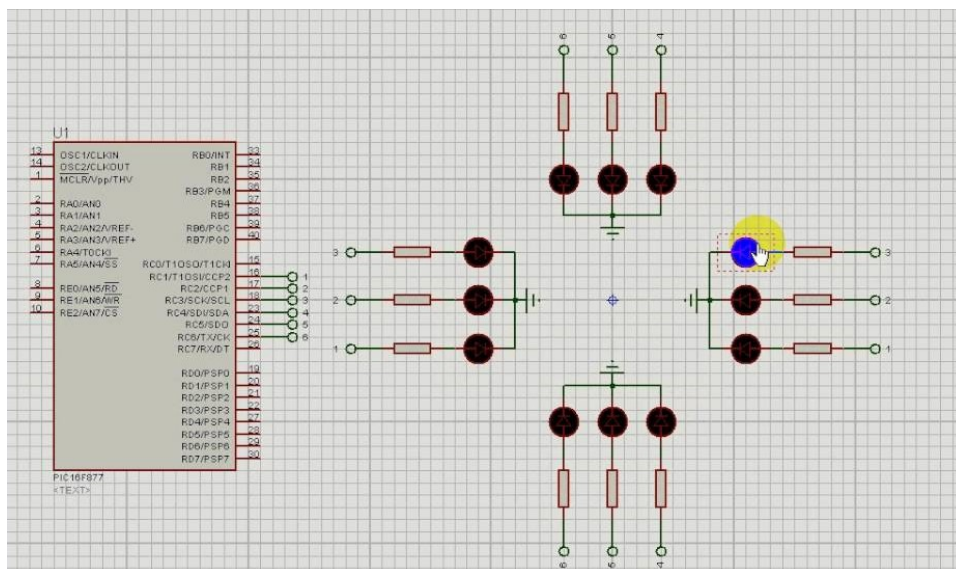 6 5 4
U1
13 OSC1/CLKIN RB0/INT 33
14 OSC2/CLKOUT RB1 34
1 MCLR/Vpp/THV RB2 35
RB3/PGM 36
2 RA0/AN0 RB4 37
3 RA1/AN1 RB5 38
4 RA2/AN2/VREF- RB6/PGC 39
5 RA3/AN3/VREF+ RB7/PGD 40
6 RA4/T0CKI
7 RA5/AN4/SS RC0/T1OSO/T1CKI 15
RC1/T1OSI/CCP2 16 1
8 RE0/AN5/RD RC2/CCP1 17 2
9 RE1/AN6/WR RC3/SCK/SCL 18 3
10 RE2/AN7/CS RC4/SDI/SDA 23 4
RC5/SDO 24 5
RC6/TX/CK 25 6
RC7/RX/DT 26
RD0/PSP0 19
RD1/PSP1 20
RD2/PSP2 21
RD3/PSP3 22
RD4/PSP4 27
RD5/PSP5 28
RD6/PSP6 29
RD7/PSP7 30
PIC16F877
<TEXT>
3
2
1
3
2
1
6 5 4